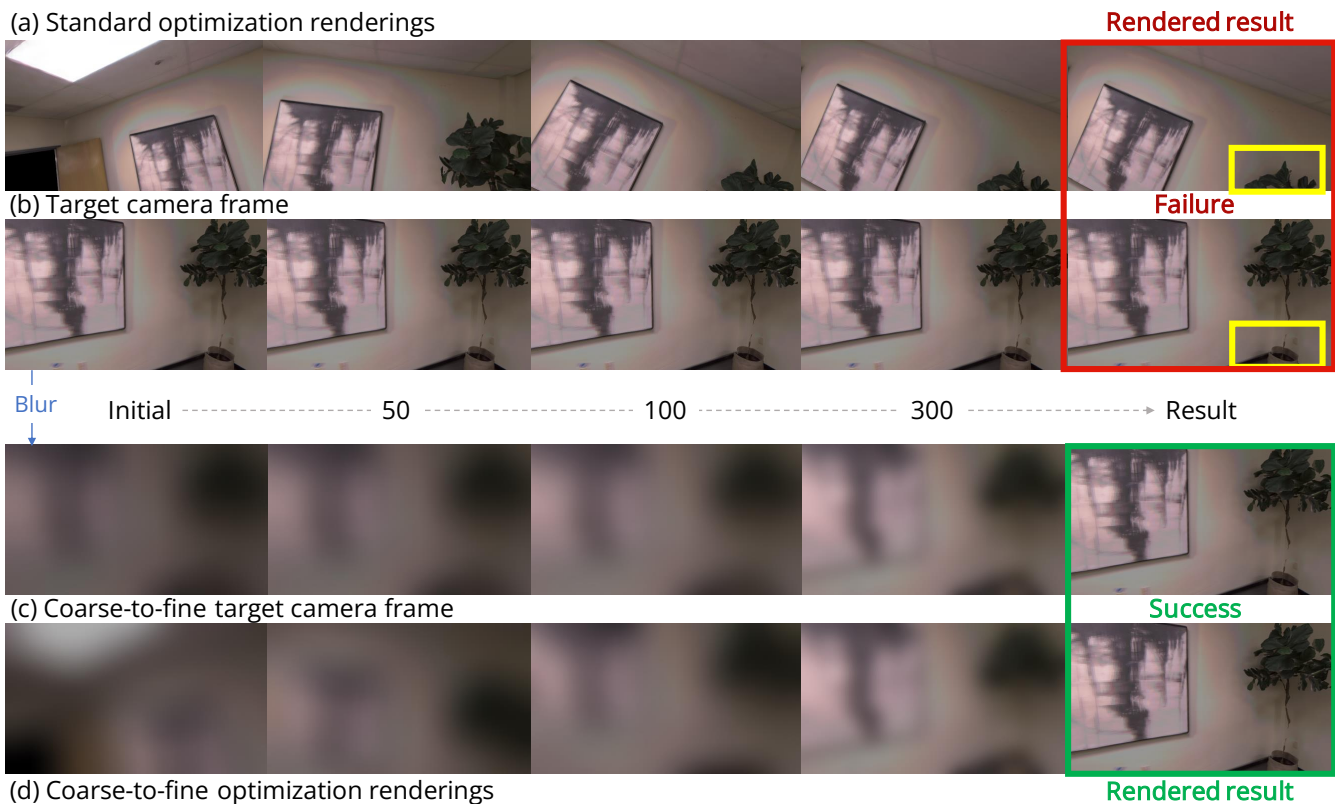 (a) Standard optimization renderings
Rendered result
(b) Target camera frame
Failure
Blur
Initial
50
100
300
Result
(c) Coarse-to-fine target camera frame
Success
(d) Coarse-to-fine optimization renderings
Rendered result